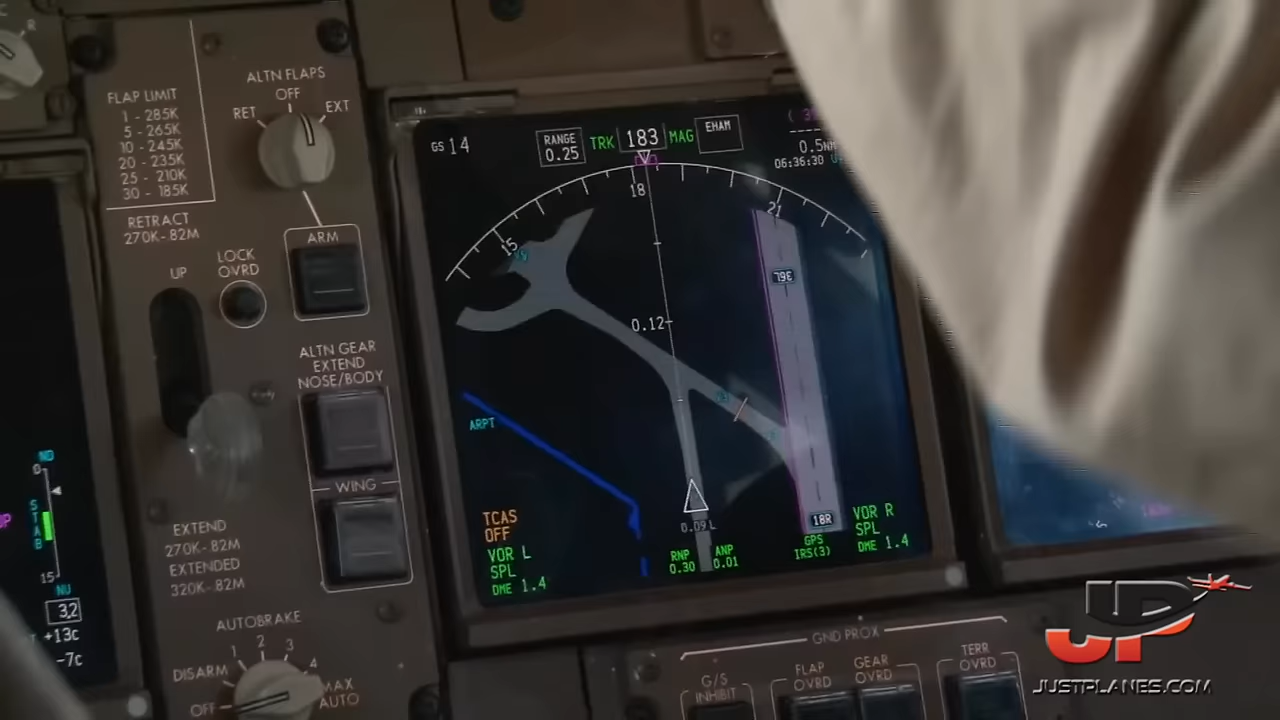 R
ALTN FLAPS
OFF
RET
EXT
FLAP LIMIT
1 - 285K
5 - 265K
10 - 245K
20 - 235K
25 - 210K
30 - 185K
RETRACT
270K-82M
ARM
UP
LOCK
OVRD
ALTN GEAR
EXTEND
NOSE/BODY
WING
EXTEND
270K-82M
EXTENDED
320K-82M
AUTOBRAKE
DISARM
1
2
3
4
MAX
AUTO
OFF
ND
0
STAB
15
NU
3,2
+13c
-7c
GS 14
RANGE
0.25
TRK
183
MAG
EHAM
0.5NM
06:36:30
18
15
21
36L
0.12
ARPT
TCAS
OFF
VOR L
SPL
DME 1.4
0.09 L
RNP
0.30
ANP
0.01
18R
GPS
IRS(3)
VOR R
SPL
DME 1.4
GND PROX
G/S
INHIBIT
FLAP
OVRD
GEAR
OVRD
TERR
OVRD
JP
JUSTPLANES.COM